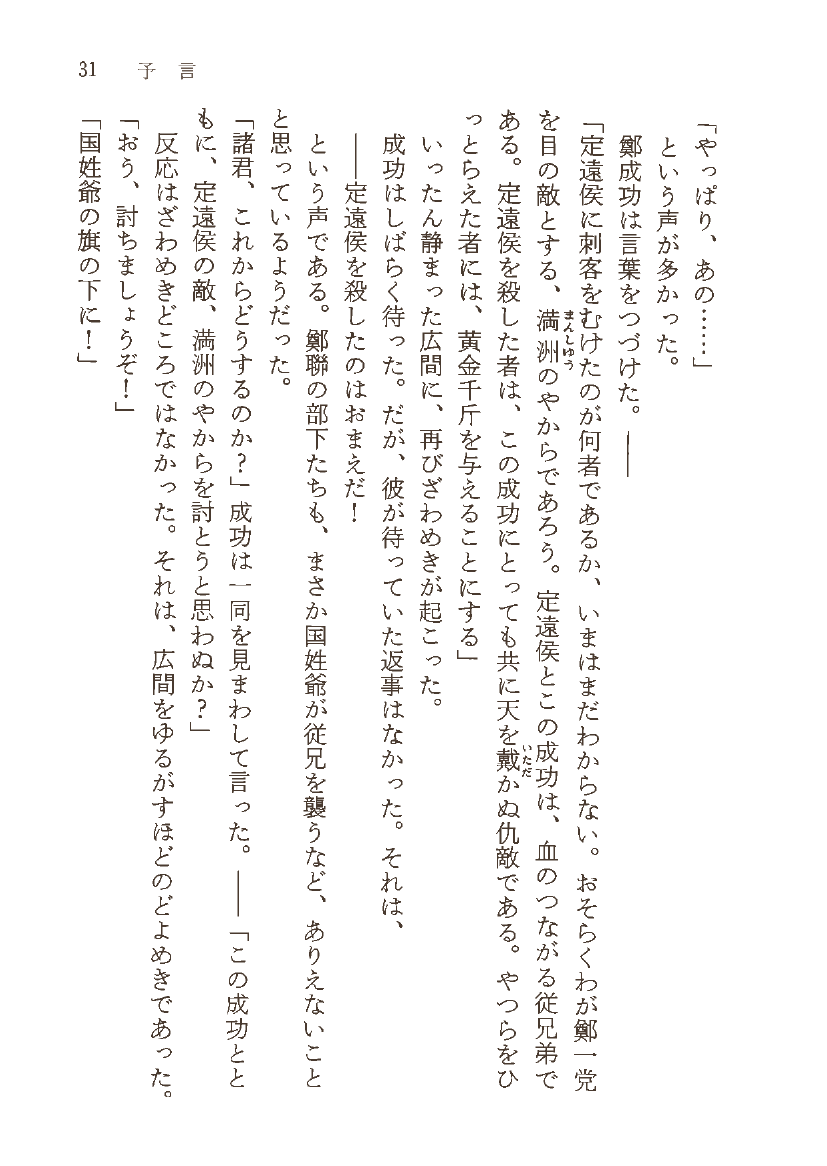 31　予言
「やっぱり、あの……」
という声が多かった。
鄭成功は言葉をつづけた。――
「定遠侯に刺客をむけたのが何者であるか、いまはまだわからない。おそらくわが鄭一党
を目の敵とする、満洲のやからであろう。定遠侯とこの成功は、血のつながる従兄弟で
まんしゆう
ある。定遠侯を殺した者は、この成功にとっても共に天を戴かぬ仇敵である。やつらをひ
いただ
っとらえた者には、黄金千斤を与えることにする」
いったん静まった広間に、再びざわめきが起こった。
成功はしばらく待った。だが、彼が待っていた返事はなかった。それは、
――定遠侯を殺したのはおまえだ！
という声である。鄭聯の部下たちも、まさか国姓爺が従兄を襲うなど、ありえないこと
と思っているようだった。
「諸君、これからどうするのか？」成功は一同を見まわして言った。――「この成功とと
もに、定遠侯の敵、満洲のやからを討とうと思わぬか？」
反応はざわめきどころではなかった。それは、広間をゆるがすほどのどよめきであった。
「おう、討ちましょうぞ！」
「国姓爺の旗の下に！」